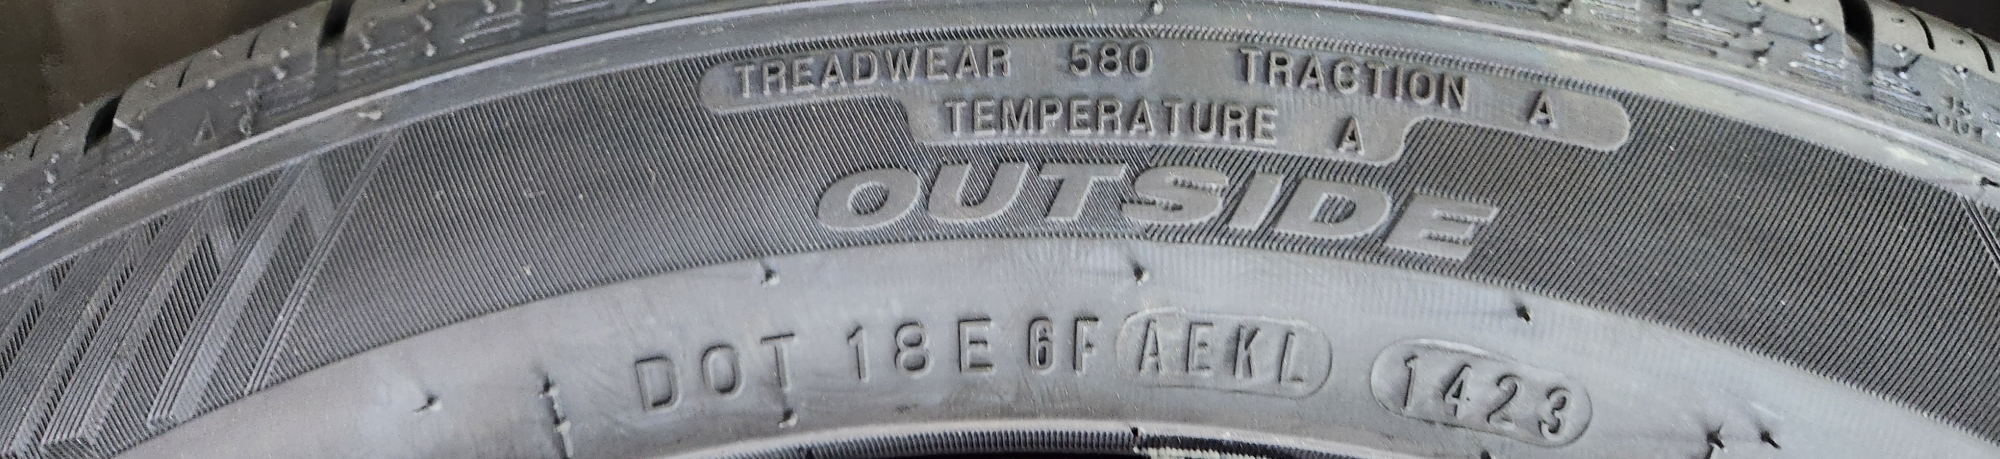 TREADWEAR 580 TRACTION A
TEMPERATURE A
OUTSIDE
DOT 18E 6F AEKL 1423